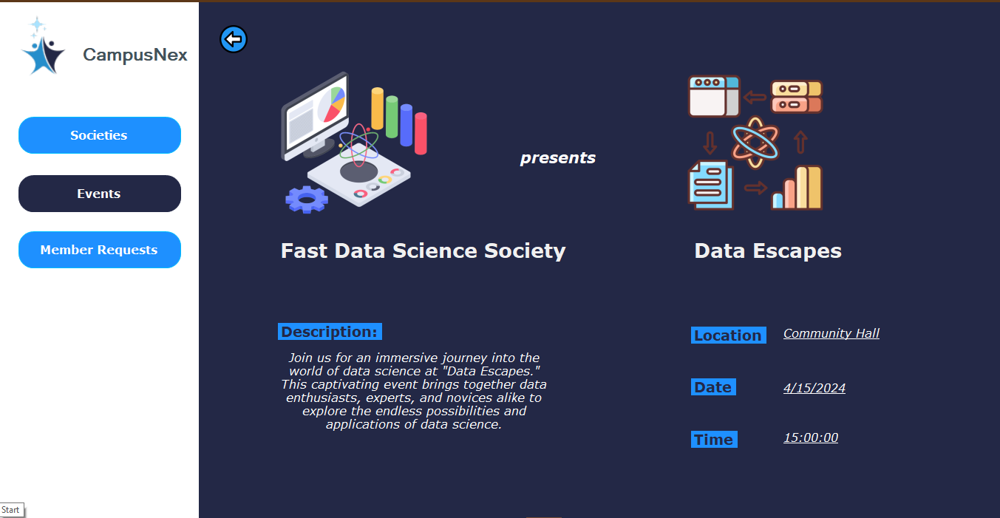 CampusNex
Societies
Events
Member Requests
presents
Fast Data Science Society
Data Escapes
Description:
Join us for an immersive journey into the
world of data science at "Data Escapes."
This captivating event brings together data
enthusiasts, experts, and novices alike to
explore the endless possibilities and
applications of data science.
Location Community Hall
Date 4/15/2024
Time 15:00:00
Start